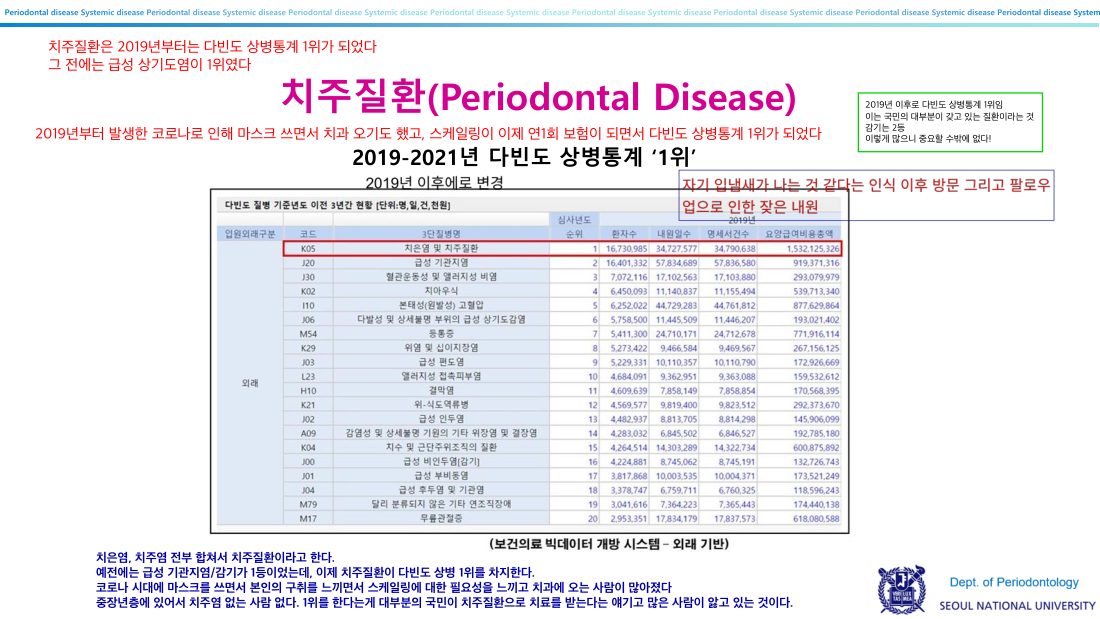 Periodontal disease Systemic disease Periodontal disease Systemic disease Periodontal disease Systemic disease Periodontal disease Systemic disease Periodontal disease Systemic disease Periodontal disease Systemic disease Periodontal disease Systemic disease Periodontal disease System
치주질환은 2019년부터는 다빈도 상병통계 1위가 되었다
그 전에는 급성 상기도염이 1위였다
치주질환(Periodontal Disease)
2019년 이후로 다빈도 상병통계 1위임
이는 국민의 대부분이 갖고 있는 질환이라는 것
감기는 2등
이렇게 많으니 중요할 수밖에 없다!
2019년부터 발생한 코로나로 인해 마스크 쓰면서 치과 오기도 했고, 스케일링이 이제 연1회 보험이 되면서 다빈도 상병통계 1위가 되었다
2019-2021년 다빈도 상병통계 ‘1위’
2019년 이후에로 변경
자기 입냄새가 나는 것 같다는 인식 이후 방문 그리고 팔로우
업으로 인한 잦은 내원
다빈도 질병 기준년도 이전 3년간 현황 [단위:명,일,건,천원]
심사년도 2019년
입원외래구분 코드 3단질병명 순위 환자수 내원일수 명세서건수 요양급여비용총액
K05 치은염 및 치주질환 1 16,730,985 34,727,577 34,790,638 1,532,125,326
J20 급성 기관지염 2 16,401,332 57,834,689 57,836,580 919,371,316
J30 혈관운동성 및 앨러지성 비염 3 7,072,116 17,102,563 17,103,880 293,079,979
K02 치아우식 4 6,450,093 11,140,837 11,155,494 539,713,340
I10 본태성(원발성) 고혈압 5 6,252,022 44,729,283 44,761,812 877,629,864
J06 다발성 및 상세불명 부위의 급성 상기도감염 6 5,758,500 11,445,509 11,446,207 193,021,402
M54 등통증 7 5,411,300 24,710,171 24,712,678 771,916,114
K29 위염 및 십이지장염 8 5,273,422 9,466,584 9,469,567 267,156,125
J03 급성 편도염 9 5,229,331 10,110,357 10,110,790 172,926,669
외래 L23 앨러지성 접촉피부염 10 4,684,091 9,362,951 9,363,088 159,532,612
H10 결막염 11 4,609,639 7,858,149 7,858,854 170,568,395
K21 위-식도역류병 12 4,569,577 9,819,400 9,823,512 292,373,670
J02 급성 인두염 13 4,482,937 8,813,705 8,814,298 145,906,099
A09 감염성 및 상세불명 기원의 기타 위장염 및 결장염 14 4,283,032 6,845,502 6,846,527 192,785,180
K04 치수 및 근단주위조직의 질환 15 4,264,514 14,303,289 14,322,734 600,875,892
J00 급성 비인두염[감기] 16 4,224,881 8,745,062 8,745,191 132,726,743
J01 급성 부비동염 17 3,817,868 10,003,535 10,004,371 173,521,249
J04 급성 후두염 및 기관염 18 3,378,747 6,759,711 6,760,325 118,596,243
M79 달리 분류되지 않은 기타 연조직장애 19 3,041,616 7,364,223 7,365,443 174,440,138
M17 무릎관절증 20 2,953,351 17,834,179 17,837,573 618,080,588
(보건의료 빅데이터 개방 시스템 – 외래 기반)
치은염, 치주염 전부 합쳐서 치주질환이라고 한다.
예전에는 급성 기관지염/감기가 1등이었는데, 이제 치주질환이 다빈도 상병 1위를 차지한다.
코로나 시대에 마스크를 쓰면서 본인의 구취를 느끼면서 스케일링에 대한 필요성을 느끼고 치과에 오는 사람이 많아졌다
중장년층에 있어서 치주염 없는 사람 없다. 1위를 한다는게 대부분의 국민이 치주질환으로 치료를 받는다는 얘기고 많은 사람이 앓고 있는 것이다.
Dept. of Periodontology
SEOUL NATIONAL UNIVERSITY